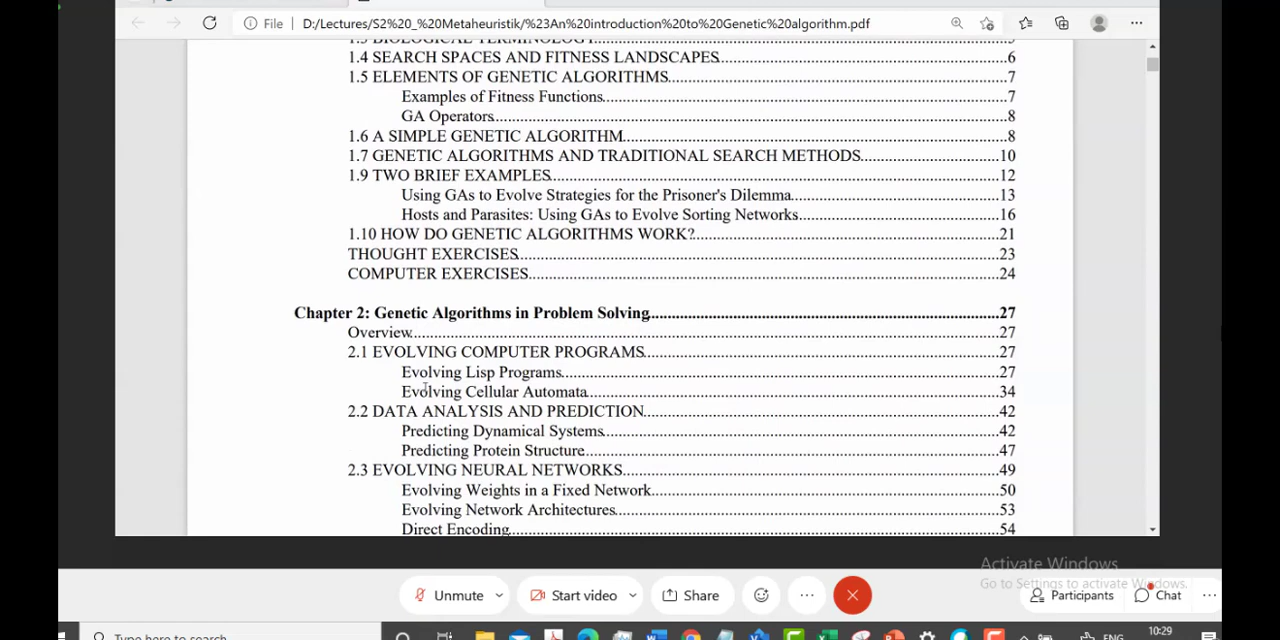 File D:/Lectures/S2%20_%20Metaheuristik/%23An%20introduction%20to%20Genetic%20algorithm.pdf
1.3 BIOLOGICAL TERMINOLOGY 5
1.4 SEARCH SPACES AND FITNESS LANDSCAPES 6
1.5 ELEMENTS OF GENETIC ALGORITHMS 7
Examples of Fitness Functions 7
GA Operators 8
1.6 A SIMPLE GENETIC ALGORITHM 8
1.7 GENETIC ALGORITHMS AND TRADITIONAL SEARCH METHODS 10
1.9 TWO BRIEF EXAMPLES 12
Using GAs to Evolve Strategies for the Prisoner's Dilemma 13
Hosts and Parasites: Using GAs to Evolve Sorting Networks 16
1.10 HOW DO GENETIC ALGORITHMS WORK? 21
THOUGHT EXERCISES 23
COMPUTER EXERCISES 24
Chapter 2: Genetic Algorithms in Problem Solving 27
Overview 27
2.1 EVOLVING COMPUTER PROGRAMS 27
Evolving Lisp Programs 27
Evolving Cellular Automata 34
2.2 DATA ANALYSIS AND PREDICTION 42
Predicting Dynamical Systems 42
Predicting Protein Structure 47
2.3 EVOLVING NEURAL NETWORKS 49
Evolving Weights in a Fixed Network 50
Evolving Network Architectures 53
Direct Encoding 54
Activate Windows
Go to Settings to activate Windows.
Unmute Start video Share Participants Chat
Type here to search ENG 10:29